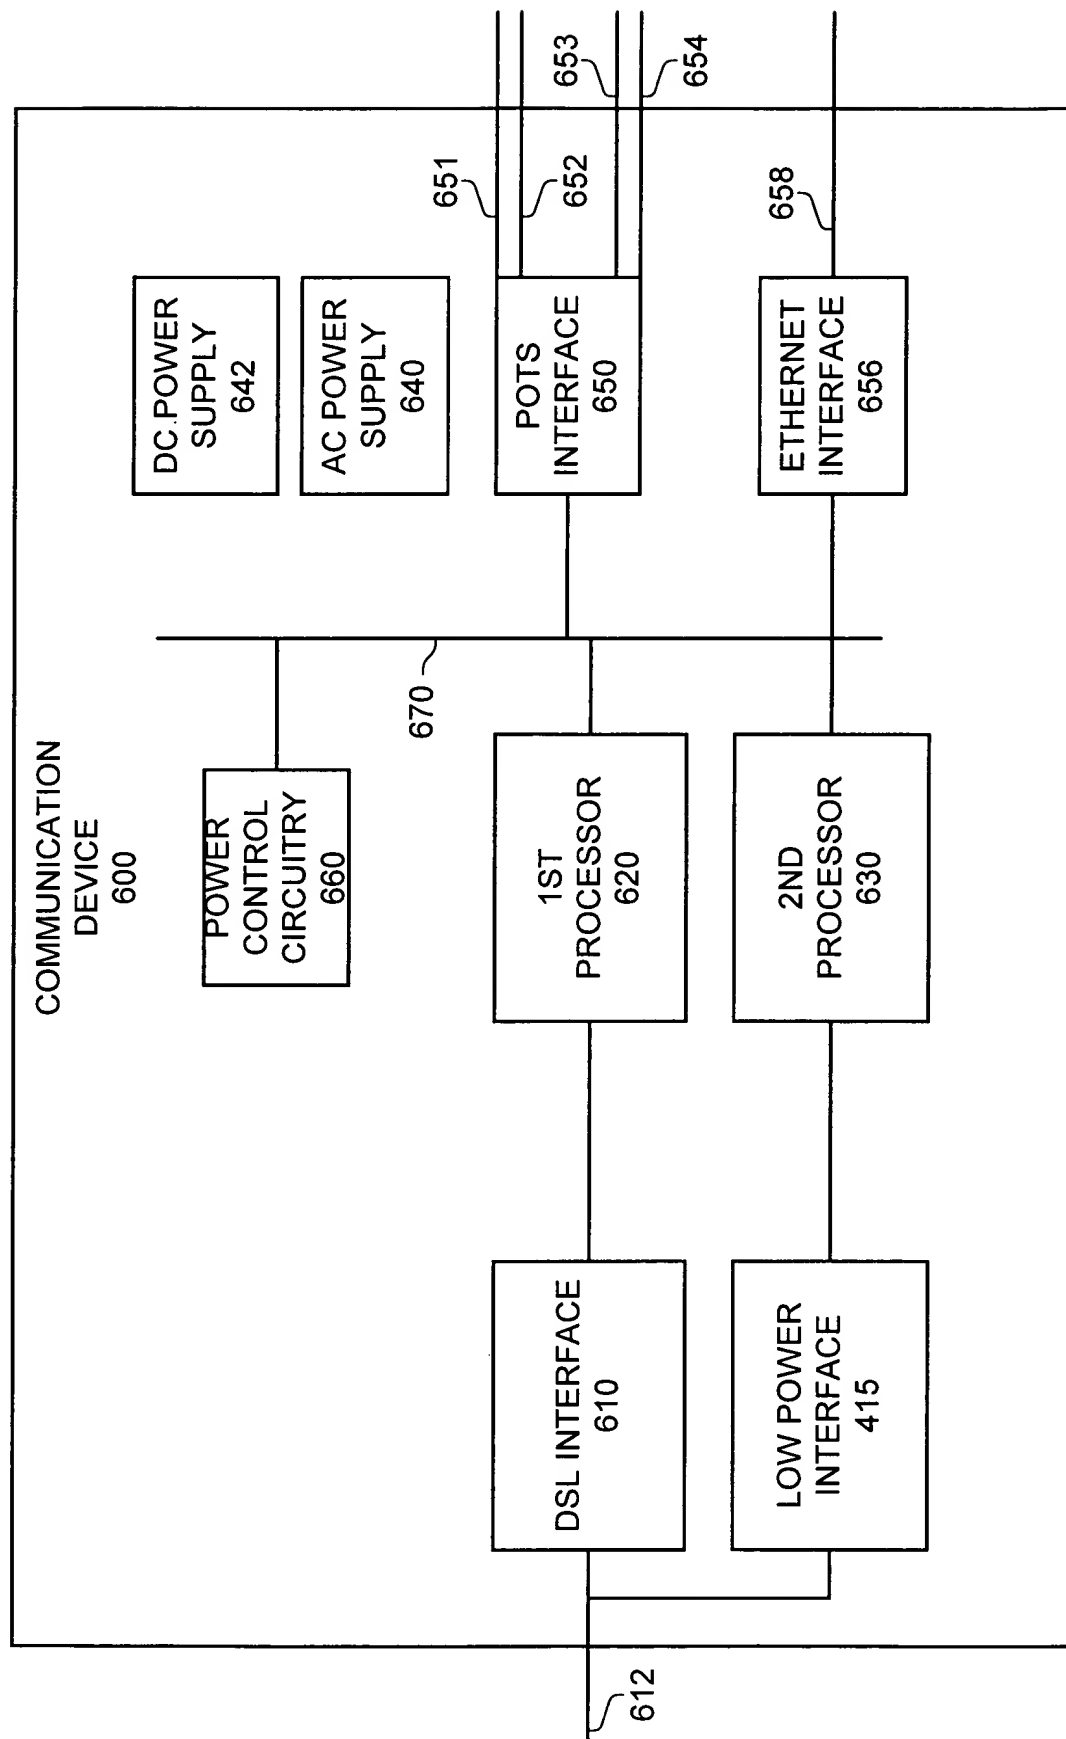 COMMUNICATION
DEVICE
600
DC.POWER
SUPPLY
642
AC POWER
SUPPLY
640
POWER
CONTROL
CIRCUITRY
660
670
651
652
653
654
POTS
INTERFACE
650
DSL INTERFACE
610
1ST
PROCESSOR
620
LOW POWER
INTERFACE
415
2ND
PROCESSOR
630
ETHERNET
INTERFACE
656
658
612